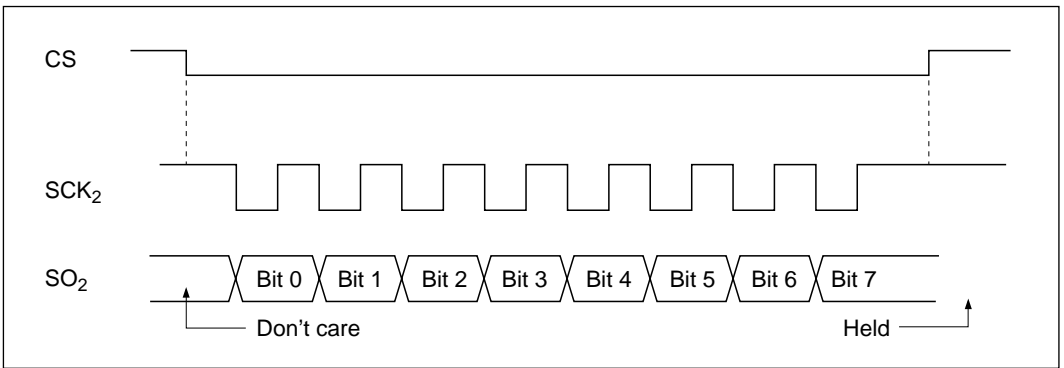 CS
SCK2
SO2
Bit 0 Bit 1 Bit 2 Bit 3 Bit 4 Bit 5 Bit 6 Bit 7
Don't care
Held